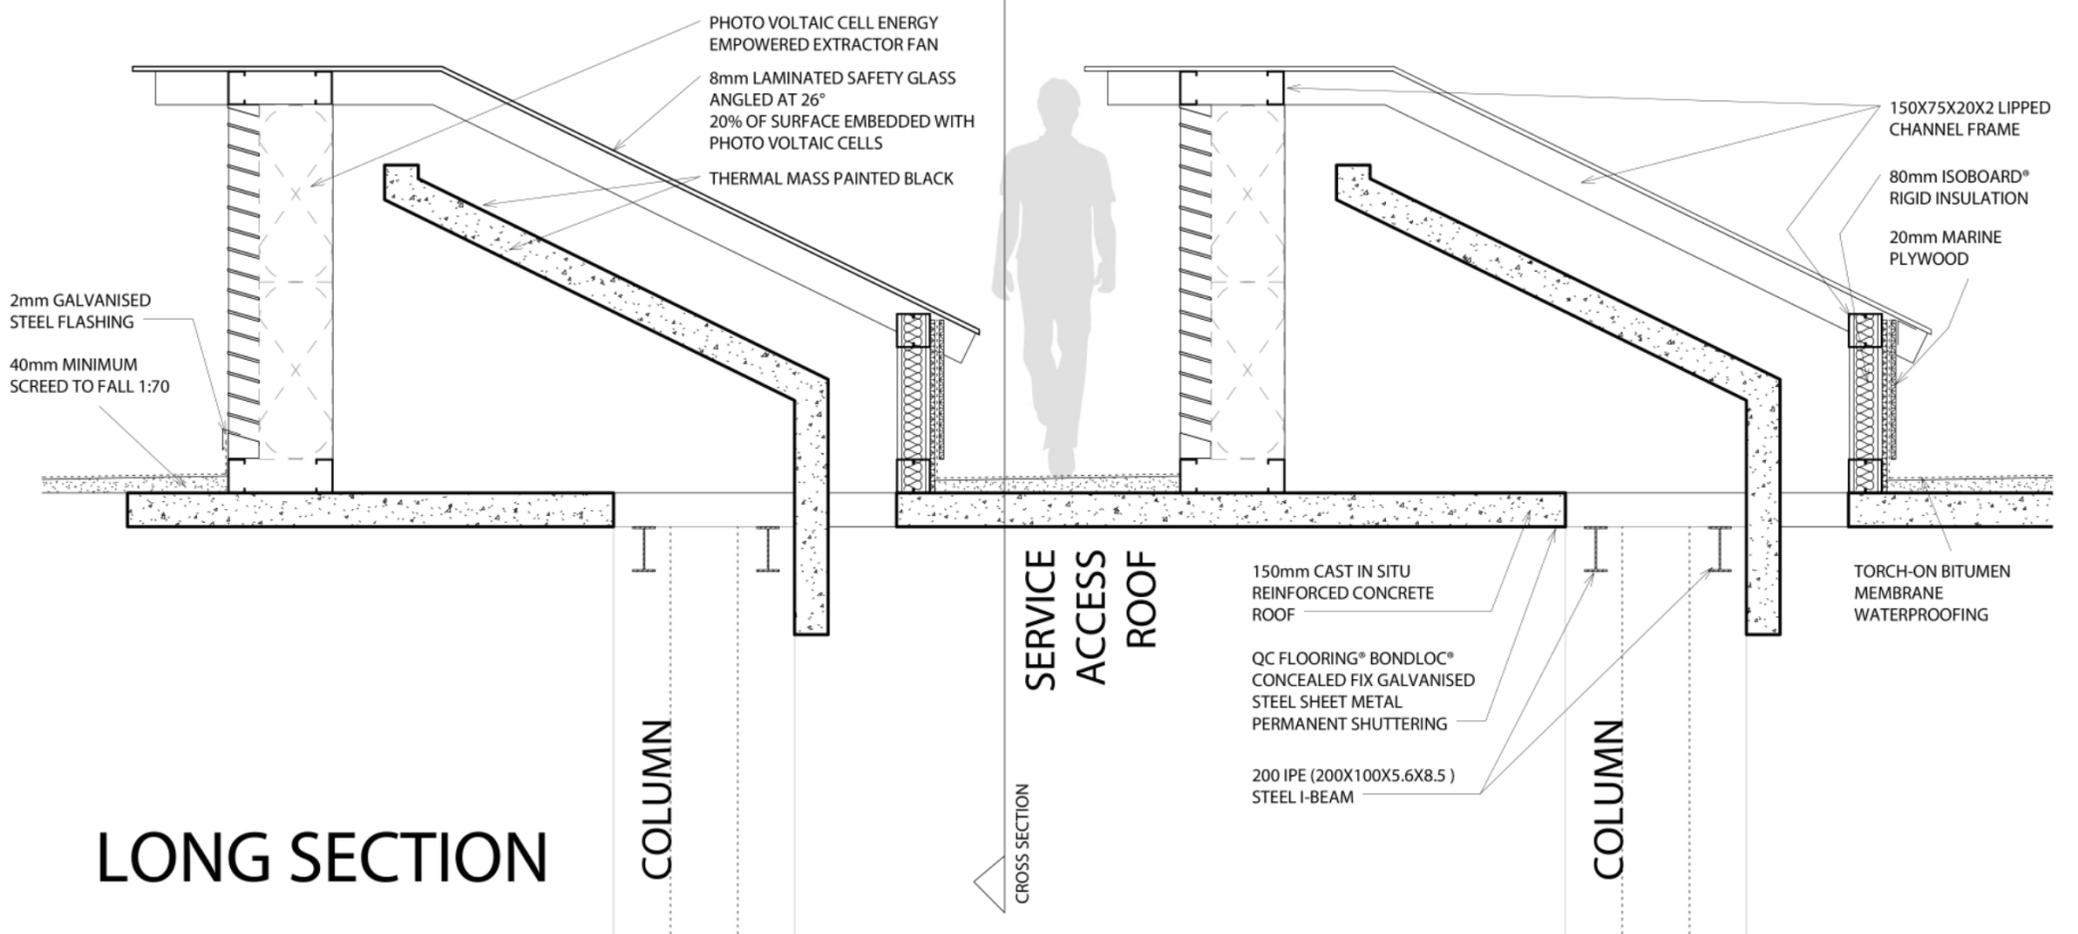 PHOTO VOLTAIC CELL ENERGY
EMPOWERED EXTRACTOR FAN
8mm LAMINATED SAFETY GLASS
ANGLED AT 26°
20% OF SURFACE EMBEDDED WITH
PHOTO VOLTAIC CELLS
THERMAL MASS PAINTED BLACK
150X75X20X2 LIPPED
CHANNEL FRAME
80mm ISOBOARD®
RIGID INSULATION
20mm MARINE
PLYWOOD
2mm GALVANISED
STEEL FLASHING
40mm MINIMUM
SCREED TO FALL 1:70
SERVICE
ACCESS
ROOF
150mm CAST IN SITU
REINFORCED CONCRETE
ROOF
QC FLOORING® BONDLOC®
CONCEALED FIX GALVANISED
STEEL SHEET METAL
PERMANENT SHUTTERING
200 IPE (200X100X5.6X8.5 )
STEEL I-BEAM
TORCH-ON BITUMEN
MEMBRANE
WATERPROOFING
COLUMN
COLUMN
CROSS SECTION
LONG SECTION